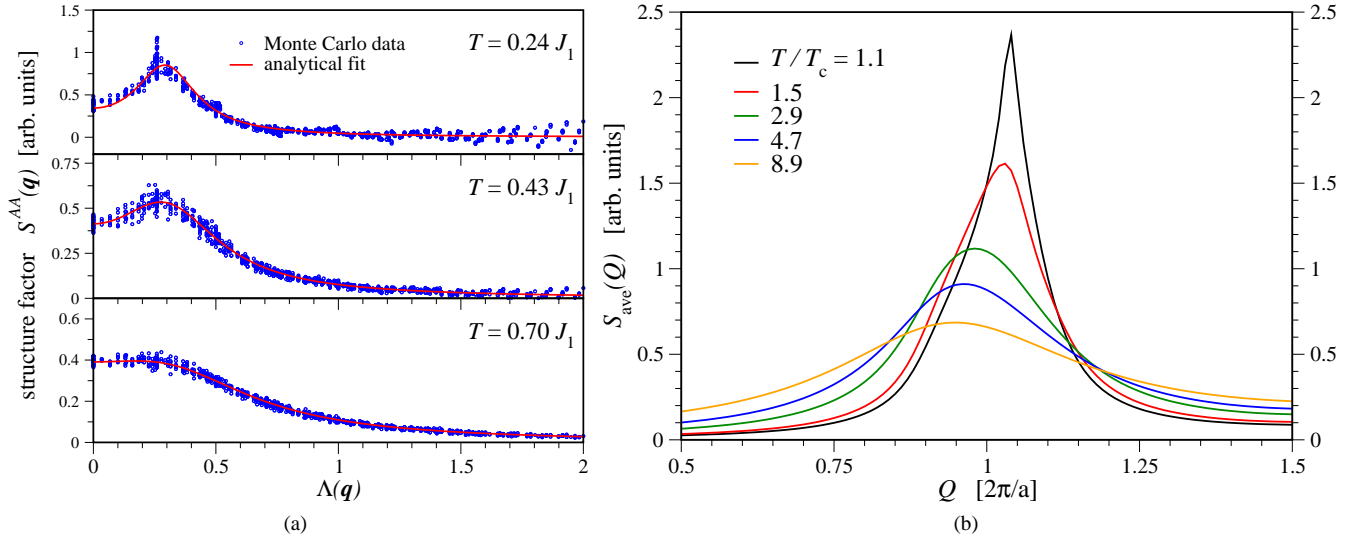 1.5
1
0.5
0
Monte Carlo data
analytical fit
T = 0.24 J1
0.75
0.5
0.25
0
T = 0.43 J1
0.6
0.4
0.2
0
T = 0.70 J1
structure factor S^AA(q) [arb. units]
0 0.5 1 1.5 2
Λ(q)
(a)
2.5
2
1.5
1
0.5
0
T / Tc = 1.1
1.5
2.9
4.7
8.9
Save(Q) [arb. units]
2.5
2
1.5
1
0.5
0
0.5 0.75 1 1.25 1.5
Q [2π/a]
(b)